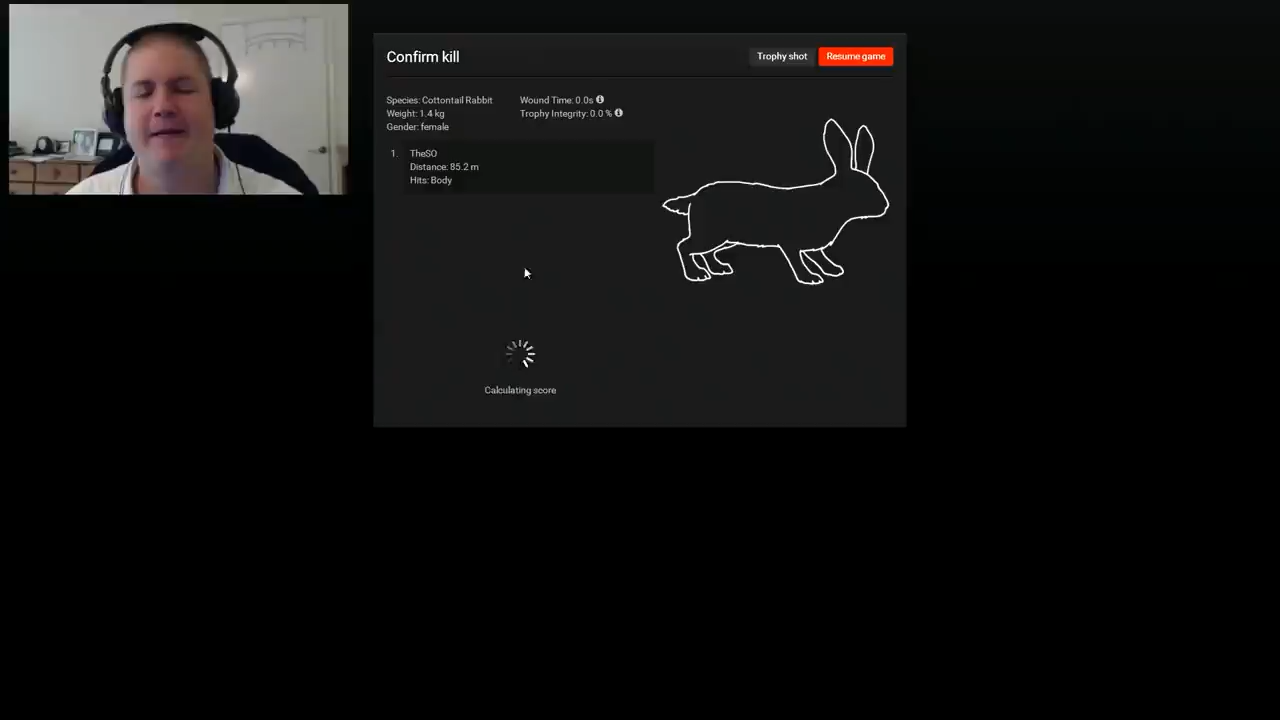 Confirm kill
Trophy shot
Resume game
Species: Cottontail Rabbit
Weight: 1.4 kg
Gender: female
Wound Time: 0.0s
Trophy Integrity: 0.0 %
1. TheSO
Distance: 85.2 m
Hits: Body
Calculating score